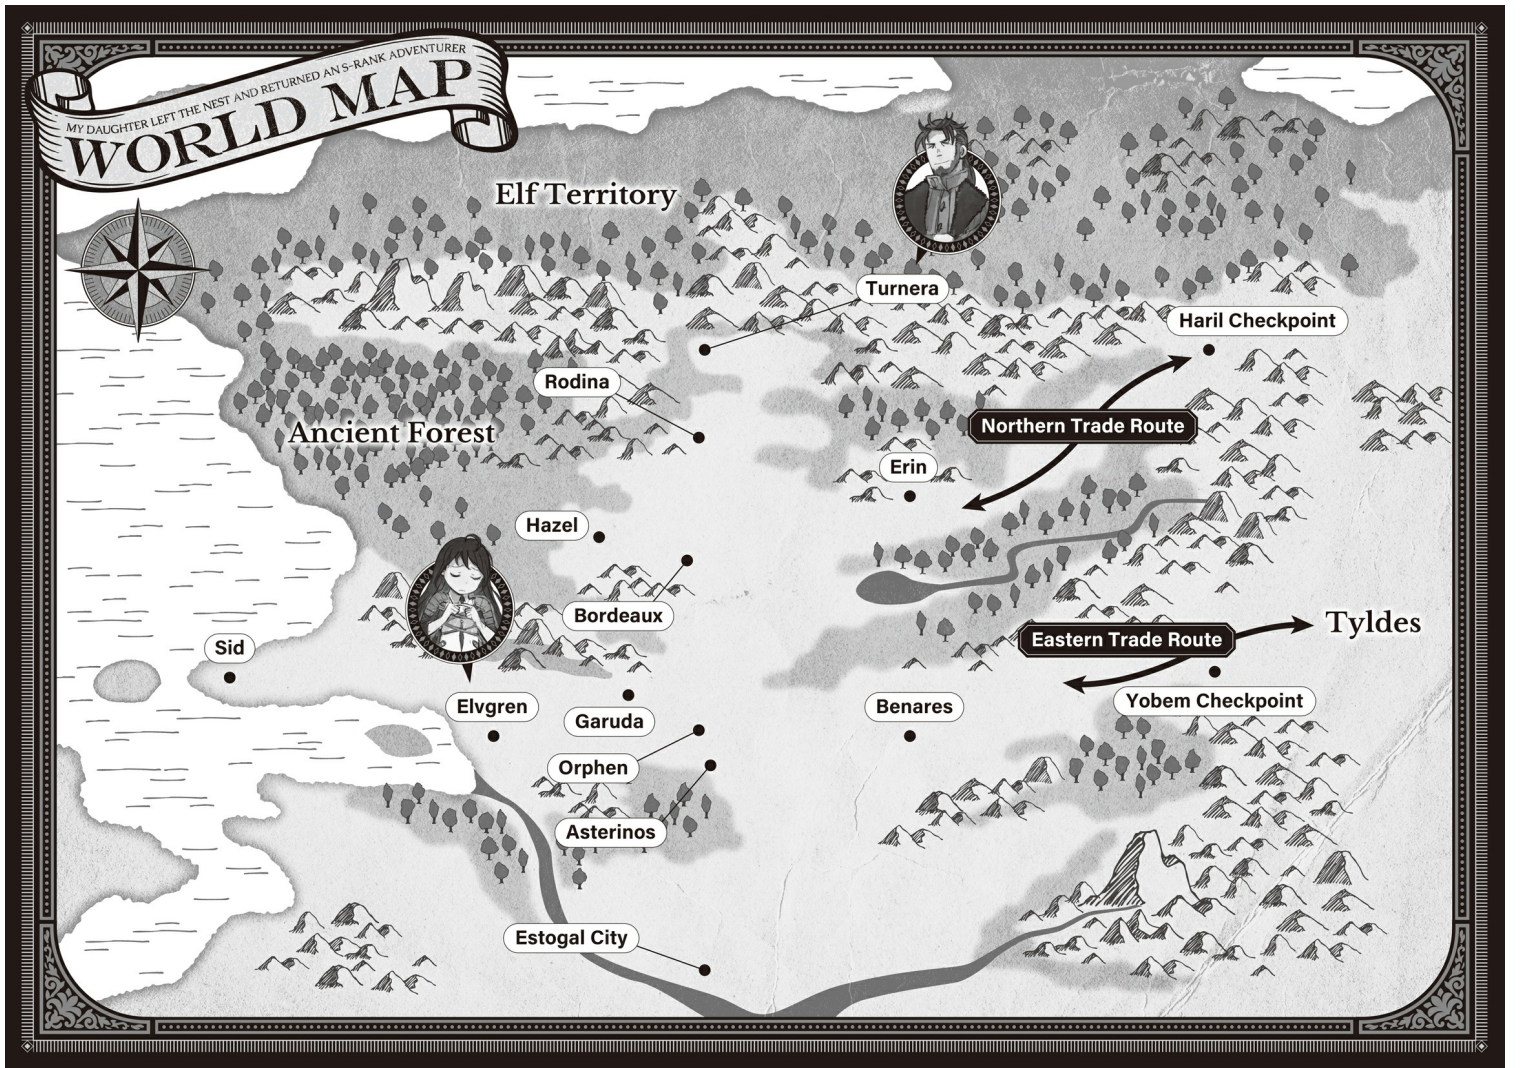 MY DAUGHTER LEFT THE NEST AND RETURNED AN S-RANK ADVENTURER
WORLD MAP
Elf Territory
Turnera
Haril Checkpoint
Rodina
Northern Trade Route
Ancient Forest
Erin
Hazel
Bordeaux
Tyldes
Eastern Trade Route
Sid
Yobem Checkpoint
Elvgren
Benares
Garuda
Orphen
Asterinos
Estogal City